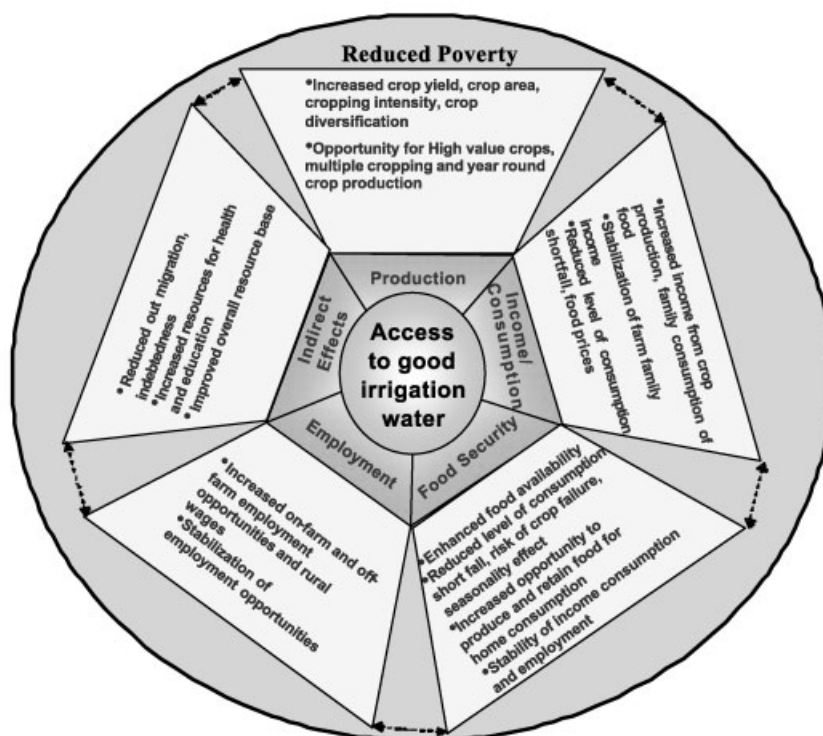 Reduced Poverty
•Increased crop yield, crop area,
cropping intensity, crop
diversification
•Opportunity for High value crops,
multiple cropping and year round
crop production
Production
•Increased income from crop
production, family consumption of
food
•Stabilization of farm family
income
•Reduced level of consumption
shortfall, food prices
Income/
Consumption
•Enhanced food availability
•Reduced level of consumption
short fall, risk of crop failure,
seasonality effect
•Increased opportunity to
produce and retain food for
home consumption
•Stability of income consumption
and employment
Food Security
•Increased on-farm and off-
farm employment
opportunities and rural
wages
•Stabilization of
employment opportunities
Employment
•Reduced out migration,
indebtedness
•Increased resources for health
and education
•Improved overall resource base
Indirect
Effects
Access
to good
irrigation
water